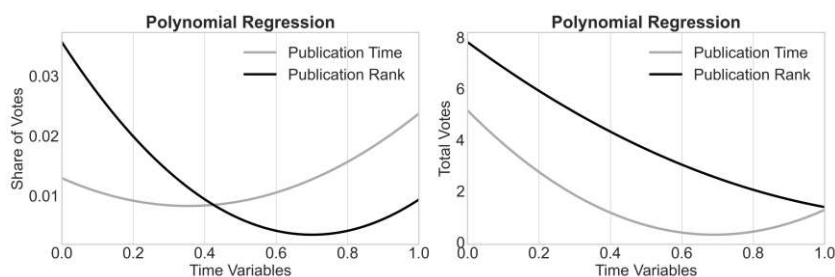 Polynomial Regression
Publication Time
Publication Rank
Share of Votes
0.03
0.02
0.01
0.0 0.2 0.4 0.6 0.8 1.0
Time Variables
Polynomial Regression
Publication Time
Publication Rank
Total Votes
8
6
4
2
0
0.0 0.2 0.4 0.6 0.8 1.0
Time Variables